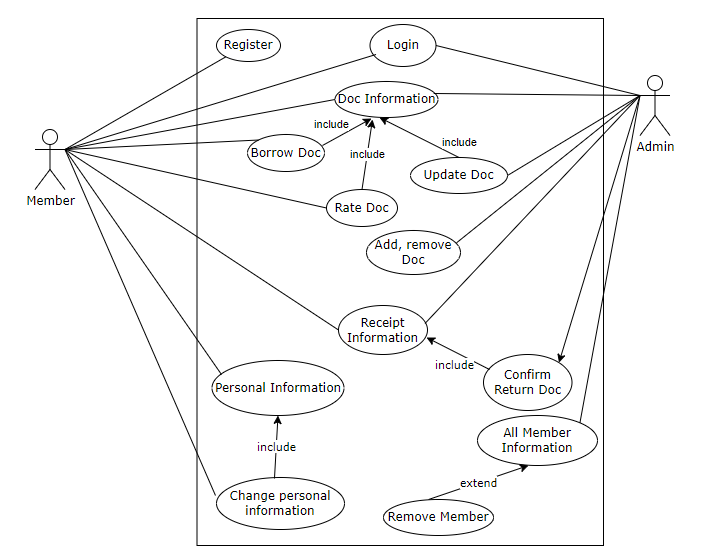 Register
Login
Doc Information
include
Borrow Doc
include
include
Update Doc
Admin
Member
Rate Doc
Add, remove
Doc
Receipt
Information
include
Confirm
Return Doc
Personal Information
include
All Member
Information
extend
Change personal
information
Remove Member